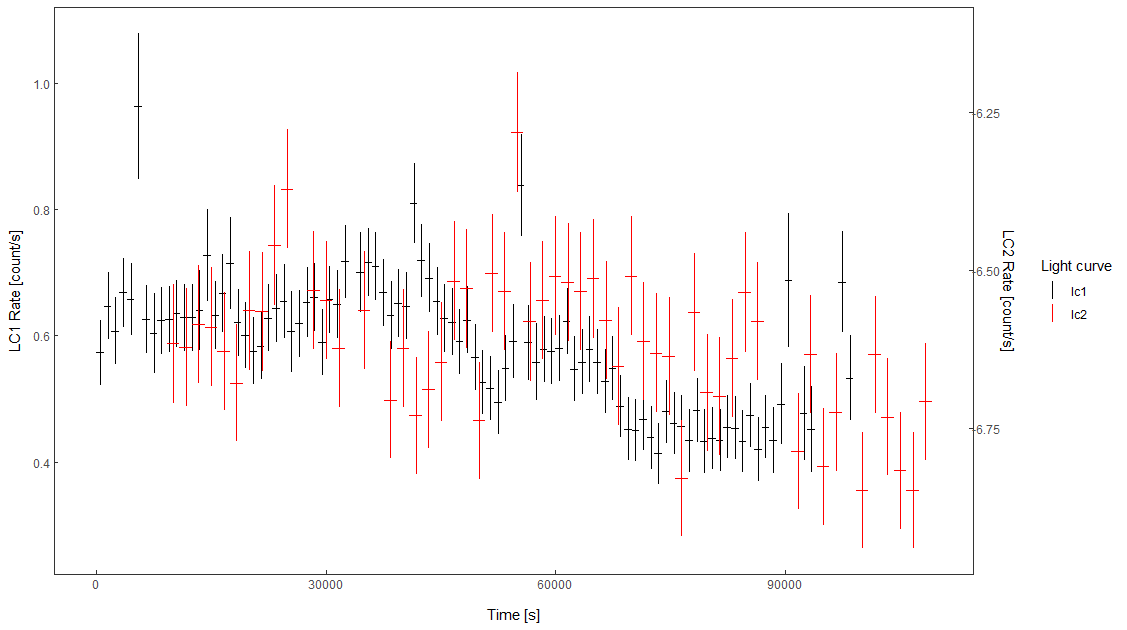 LC1 Rate [count/s]
1.0
0.8
0.6
0.4
0
30000
60000
90000
Time [s]
6.25
6.50
6.75
LC2 Rate [count/s]
Light curve
lc1
lc2